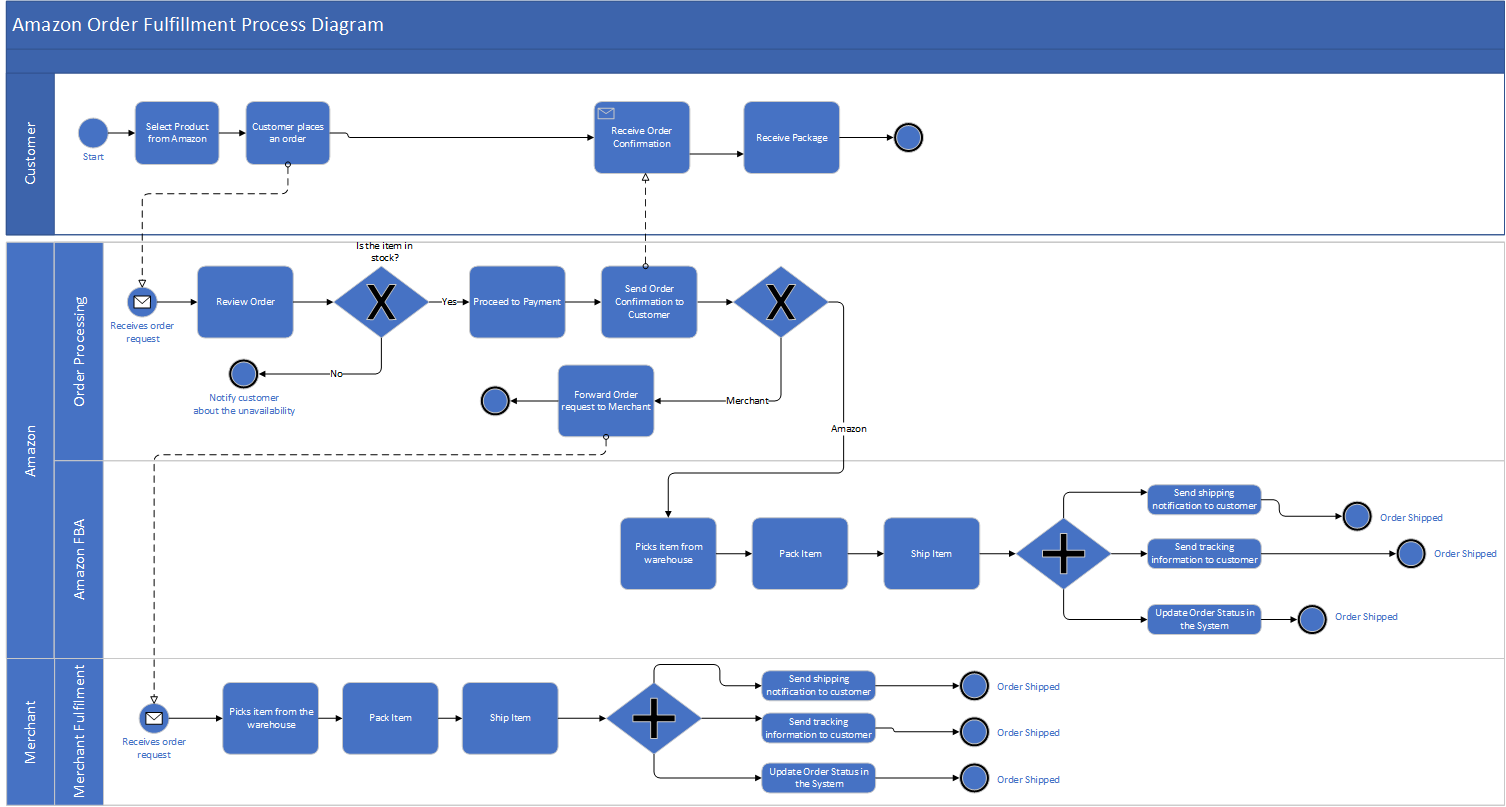 Amazon Order Fulfillment Process Diagram
Customer
Start
Select Product
from Amazon
Customer places
an order
Receive Order
Confirmation
Receive Package
Amazon
Order Processing
Receives order
request
Review Order
Is the item in
stock?
Yes
No
Notify customer
about the unavailability
Proceed to Payment
Send Order
Confirmation to
Customer
Merchant
Forward Order
request to Merchant
Amazon
Amazon FBA
Picks item from
warehouse
Pack Item
Ship Item
Send shipping
notification to customer
Order Shipped
Send tracking
information to customer
Order Shipped
Update Order Status in
the System
Order Shipped
Merchant
Merchant Fulfillment
Receives order
request
Picks item from the
warehouse
Pack Item
Ship Item
Send shipping
notification to customer
Order Shipped
Send tracking
information to customer
Order Shipped
Update Order Status in
the System
Order Shipped